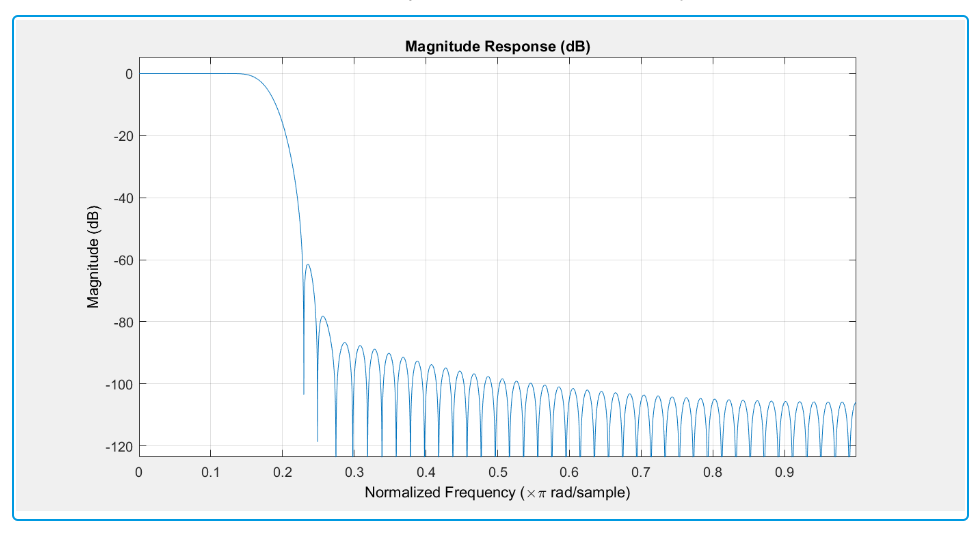 Magnitude Response (dB)
0
-20
-40
-60
-80
-100
-120
Magnitude (dB)
0 0.1 0.2 0.3 0.4 0.5 0.6 0.7 0.8 0.9
Normalized Frequency (×π rad/sample)